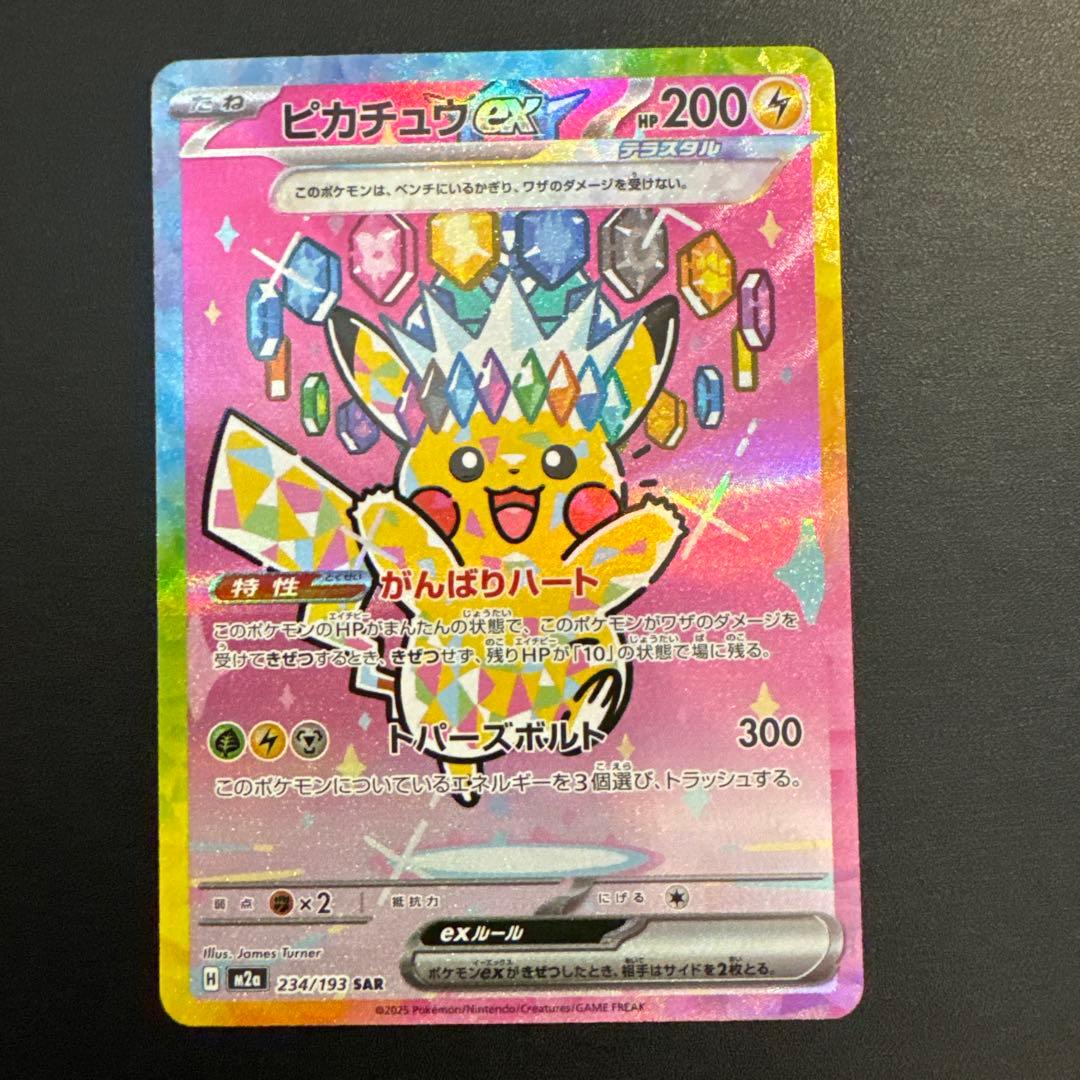 たね
ピカチュウex
HP 200
テラスタル
このポケモンは、ベンチにいるかぎり、ワザのダメージを受けない。
特性 がんばりハート
このポケモンのHPがまんたんの状態で、このポケモンがワザのダメージを
受けてきぜつするとき、きぜつせず、残りHPが「10」の状態で場に残る。
トパーズボルト 300
このポケモンについているエネルギーを3個選び、トラッシュする。
弱点 ×2 抵抗力 にげる
exルール
ポケモンexがきぜつしたとき、相手はサイドを2枚とる。
Illus. James Turner
H M2a 234/193 SAR
©2025 Pokémon/Nintendo/Creatures/GAME FREAK